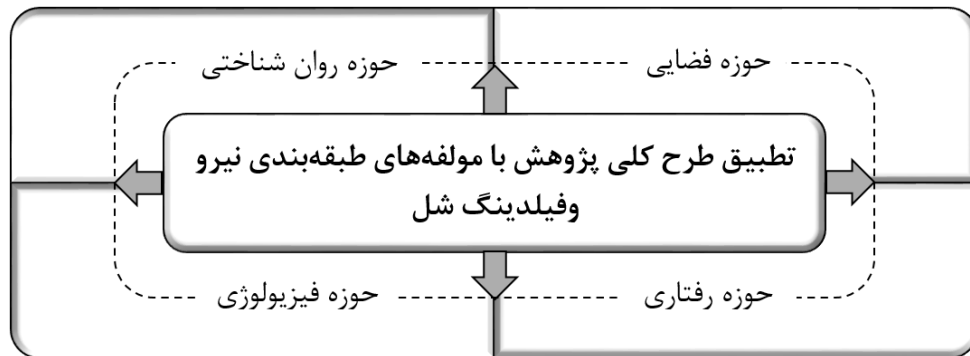 حوزه فضایی
حوزه روان شناختی
تطبیق طرح کلی پژوهش با مولفه‌های طبقه‌بندی نیرو
وفیلدینگ شل
حوزه رفتاری
حوزه فیزیولوژی